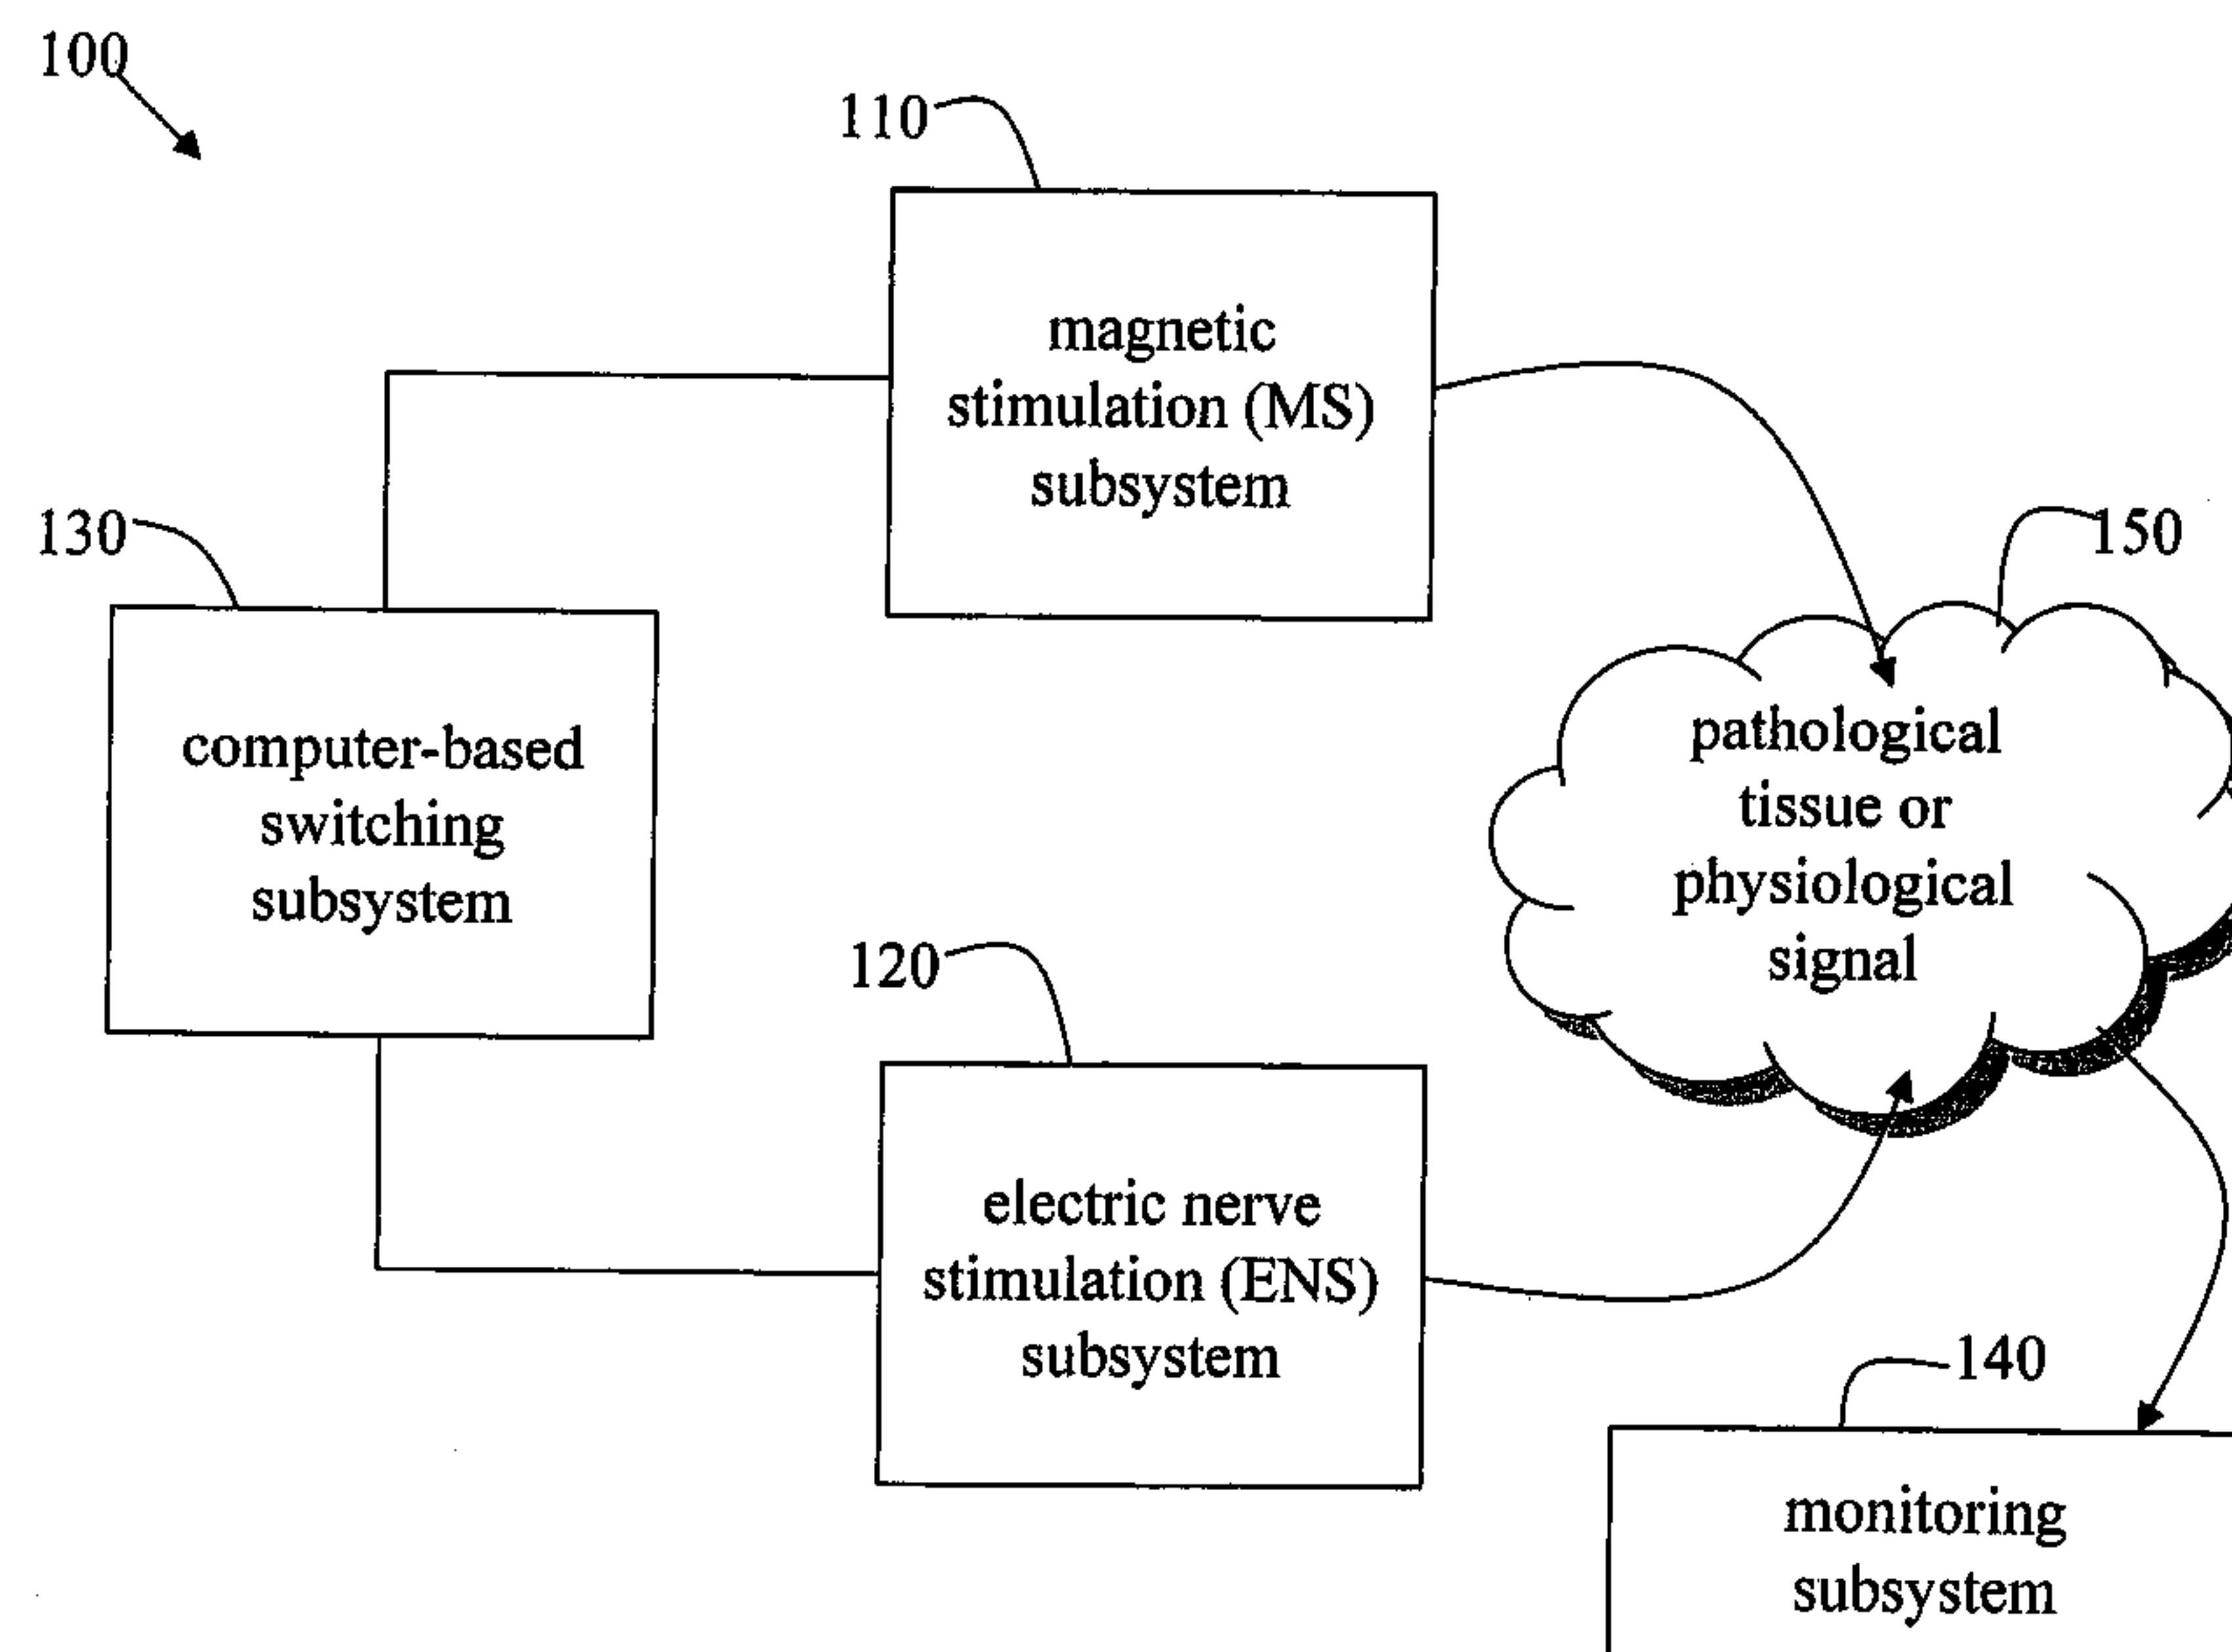 100
110
magnetic
stimulation (MS)
subsystem
130
computer-based
switching
subsystem
150
pathological
tissue or
physiological
signal
120
electric nerve
stimulation (ENS)
subsystem
140
monitoring
subsystem